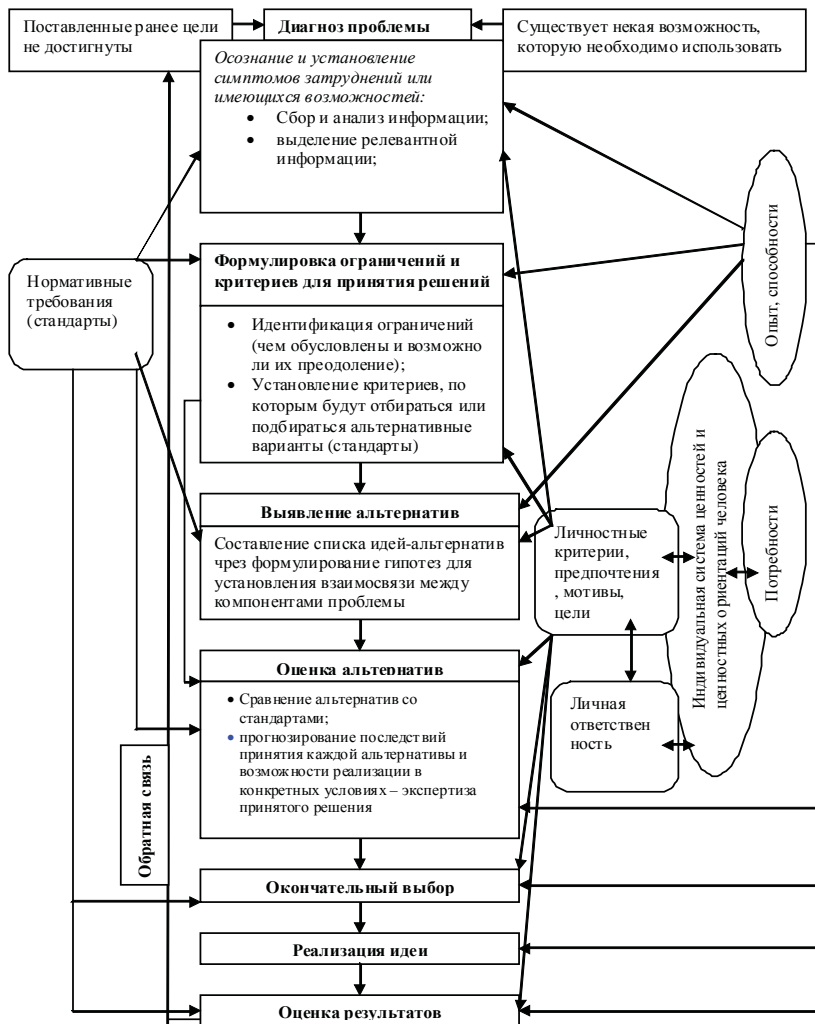 Поставленные ранее цели
не достигнуты
Диагноз проблемы
Существует некая возможность,
которую необходимо использовать
Осознание и установление
симптомов затруднений или
имеющихся возможностей:
• Сбор и анализ информации;
• выделение релевантной
информации;
Нормативные
требования
(стандарты)
Формулировка ограничений и
критериев для принятия решений
• Идентификация ограничений
(чем обусловлены и возможно
ли их преодоление);
• Установление критериев, по
которым будут отбираться или
подбираться альтернативные
варианты (стандарты)
Опыт, способности
Выявление альтернатив
Составление списка идей-альтернатив
чрез формулирование гипотез для
установления взаимосвязи между
компонентами проблемы
Личностные
критерии,
предпочтения
, мотивы,
цели
Индивидуальная система ценностей и
ценностных ориентаций человека
Потребности
Оценка альтернатив
• Сравнение альтернатив со
стандартами;
• прогнозирование последствий
принятия каждой альтернативы и
возможности реализации в
конкретных условиях – экспертиза
принятого решения
Личная
ответствен
ность
Обратная связь
Окончательный выбор
Реализация идеи
Оценка результатов